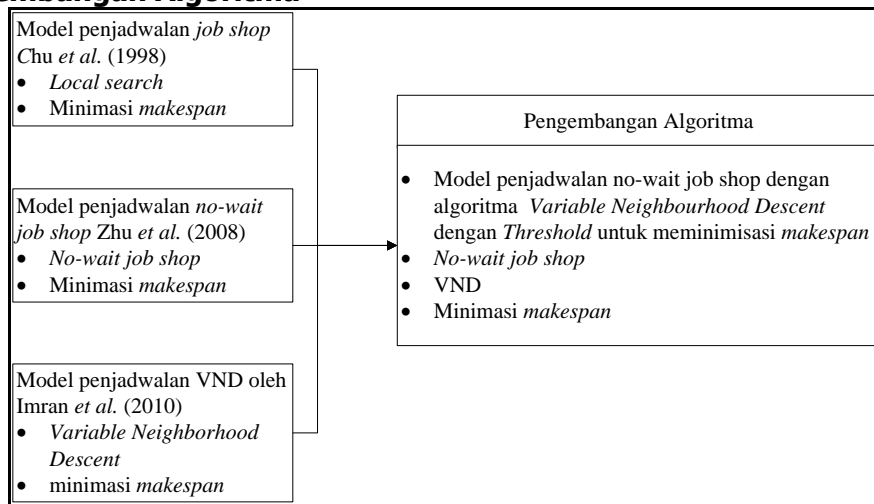 Model penjadwalan job shop
Chu et al. (1998)
• Local search
• Minimasi makespan
Model penjadwalan no-wait
job shop Zhu et al. (2008)
• No-wait job shop
• Minimasi makespan
Model penjadwalan VND oleh
Imran et al. (2010)
• Variable Neighborhood
Descent
• minimasi makespan
Pengembangan Algoritma
• Model penjadwalan no-wait job shop dengan
algoritma Variable Neighbourhood Descent
dengan Threshold untuk meminimisasi makespan
• No-wait job shop
• VND
• Minimasi makespan